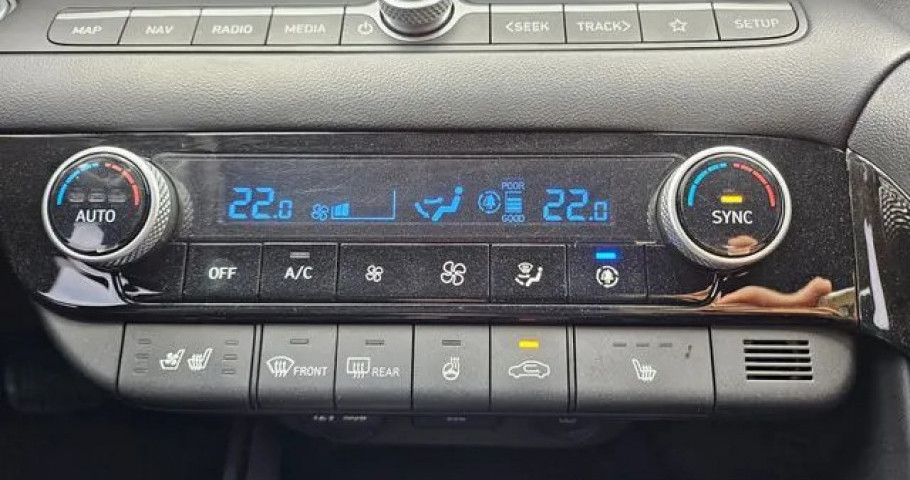 MAP NAV RADIO MEDIA <SEEK TRACK> SETUP
22.0 POOR GOOD 22.0
AUTO SYNC
OFF A/C
FRONT REAR